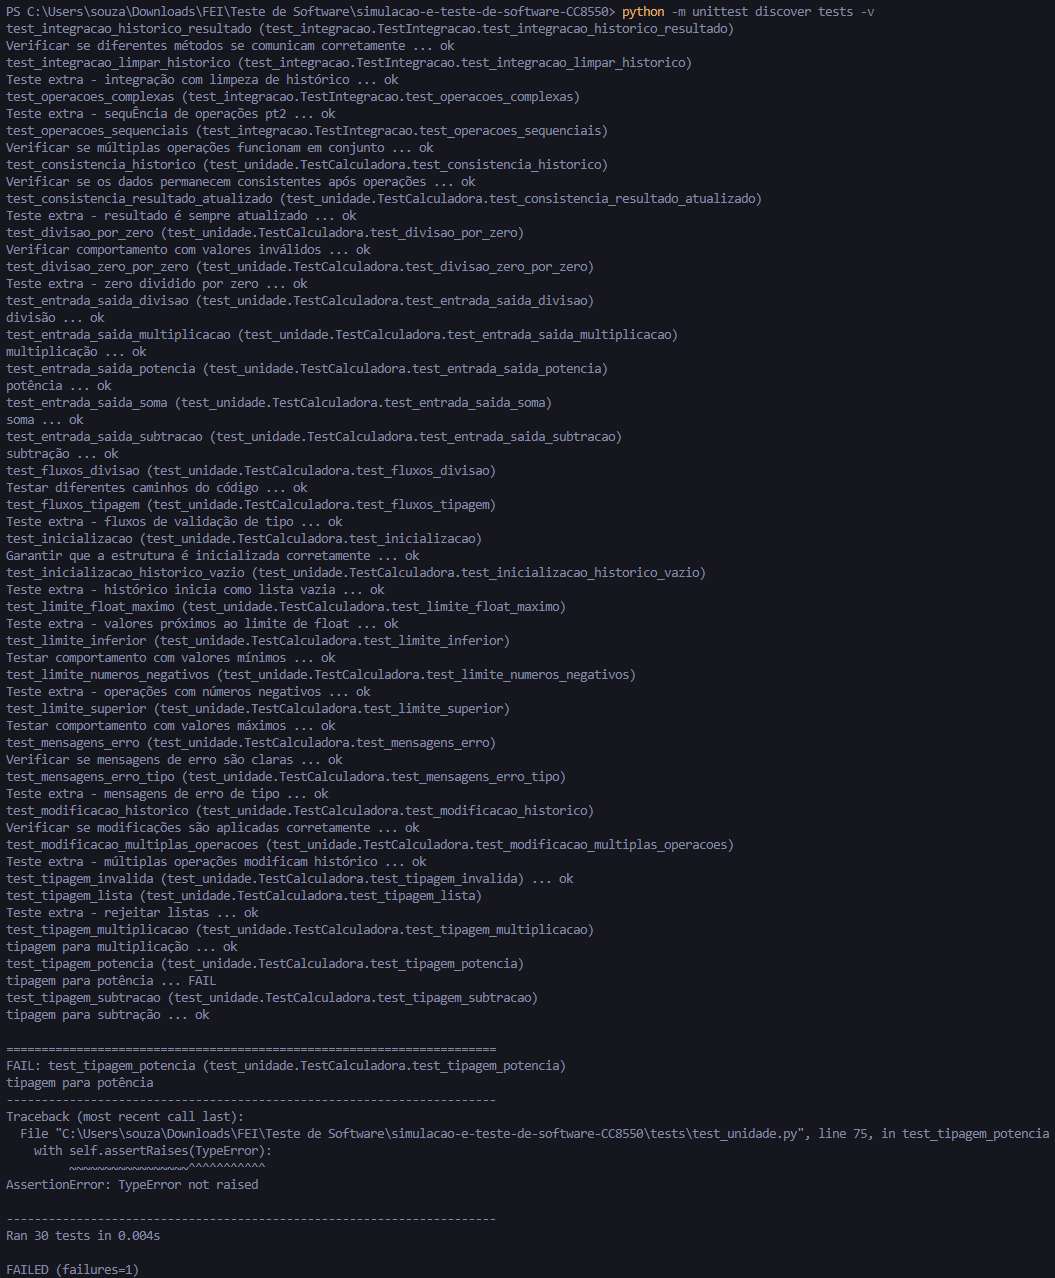 PS C:\Users\souza\Downloads\FEI\Teste de Software\simulacao-e-teste-de-software-CC8550> python -m unittest discover tests -v
test_integracao_historico_resultado (test_integracao.TestIntegracao.test_integracao_historico_resultado)
Verificar se diferentes métodos se comunicam corretamente ... ok
test_integracao_limpar_historico (test_integracao.TestIntegracao.test_integracao_limpar_historico)
Teste extra - integração com limpeza de histórico ... ok
test_operacoes_complexas (test_integracao.TestIntegracao.test_operacoes_complexas)
Teste extra - sequÊncia de operações pt2 ... ok
test_operacoes_sequenciais (test_integracao.TestIntegracao.test_operacoes_sequenciais)
Verificar se múltiplas operações funcionam em conjunto ... ok
test_consistencia_historico (test_unidade.TestCalculadora.test_consistencia_historico)
Verificar se os dados permanecem consistentes após operações ... ok
test_consistencia_resultado_atualizado (test_unidade.TestCalculadora.test_consistencia_resultado_atualizado)
Teste extra - resultado é sempre atualizado ... ok
test_divisao_por_zero (test_unidade.TestCalculadora.test_divisao_por_zero)
Verificar comportamento com valores inválidos ... ok
test_divisao_zero_por_zero (test_unidade.TestCalculadora.test_divisao_zero_por_zero)
Teste extra - zero dividido por zero ... ok
test_entrada_saida_divisao (test_unidade.TestCalculadora.test_entrada_saida_divisao)
divisão ... ok
test_entrada_saida_multiplicacao (test_unidade.TestCalculadora.test_entrada_saida_multiplicacao)
multiplicação ... ok
test_entrada_saida_potencia (test_unidade.TestCalculadora.test_entrada_saida_potencia)
potência ... ok
test_entrada_saida_soma (test_unidade.TestCalculadora.test_entrada_saida_soma)
soma ... ok
test_entrada_saida_subtracao (test_unidade.TestCalculadora.test_entrada_saida_subtracao)
subtração ... ok
test_fluxos_divisao (test_unidade.TestCalculadora.test_fluxos_divisao)
Testar diferentes caminhos do código ... ok
test_fluxos_tipagem (test_unidade.TestCalculadora.test_fluxos_tipagem)
Teste extra - fluxos de validação de tipo ... ok
test_inicializacao (test_unidade.TestCalculadora.test_inicializacao)
Garantir que a estrutura é inicializada corretamente ... ok
test_inicializacao_historico_vazio (test_unidade.TestCalculadora.test_inicializacao_historico_vazio)
Teste extra - histórico inicia como lista vazia ... ok
test_limite_float_maximo (test_unidade.TestCalculadora.test_limite_float_maximo)
Teste extra - valores próximos ao limite de float ... ok
test_limite_inferior (test_unidade.TestCalculadora.test_limite_inferior)
Testar comportamento com valores mínimos ... ok
test_limite_numeros_negativos (test_unidade.TestCalculadora.test_limite_numeros_negativos)
Teste extra - operações com números negativos ... ok
test_limite_superior (test_unidade.TestCalculadora.test_limite_superior)
Testar comportamento com valores máximos ... ok
test_mensagens_erro (test_unidade.TestCalculadora.test_mensagens_erro)
Verificar se mensagens de erro são claras ... ok
test_mensagens_erro_tipo (test_unidade.TestCalculadora.test_mensagens_erro_tipo)
Teste extra - mensagens de erro de tipo ... ok
test_modificacao_historico (test_unidade.TestCalculadora.test_modificacao_historico)
Verificar se modificações são aplicadas corretamente ... ok
test_modificacao_multiplas_operacoes (test_unidade.TestCalculadora.test_modificacao_multiplas_operacoes)
Teste extra - múltiplas operações modificam histórico ... ok
test_tipagem_invalida (test_unidade.TestCalculadora.test_tipagem_invalida) ... ok
test_tipagem_lista (test_unidade.TestCalculadora.test_tipagem_lista)
Teste extra - rejeitar listas ... ok
test_tipagem_multiplicacao (test_unidade.TestCalculadora.test_tipagem_multiplicacao)
tipagem para multiplicação ... ok
test_tipagem_potencia (test_unidade.TestCalculadora.test_tipagem_potencia)
tipagem para potência ... FAIL
test_tipagem_subtracao (test_unidade.TestCalculadora.test_tipagem_subtracao)
tipagem para subtração ... ok
======================================================================
FAIL: test_tipagem_potencia (test_unidade.TestCalculadora.test_tipagem_potencia)
tipagem para potência
----------------------------------------------------------------------
Traceback (most recent call last):
  File "C:\Users\souza\Downloads\FEI\Teste de Software\simulacao-e-teste-de-software-CC8550\tests\test_unidade.py", line 75, in test_tipagem_potencia
    with self.assertRaises(TypeError):
         ~~~~~~~~~~~~~~~~~^^^^^^^^^^^
AssertionError: TypeError not raised
----------------------------------------------------------------------
Ran 30 tests in 0.004s
FAILED (failures=1)